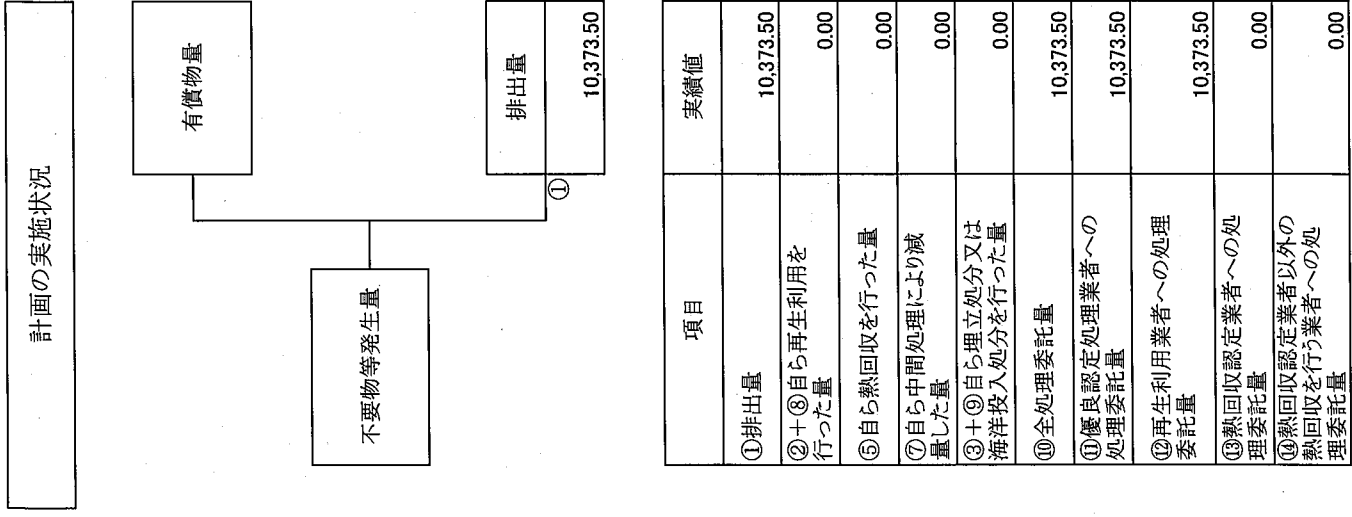 計画の実施状況
有償物量
不要物等発生量
①
排出量
10,373.50
項目
実績値
①排出量
10,373.50
②+⑧自ら再生利用を
行った量
0.00
⑤自ら熱回収を行った量
0.00
⑦自ら中間処理により減
量した量
0.00
③+⑨自ら埋立処分又は
海洋投入処分を行った量
0.00
⑩全処理委託量
10,373.50
⑪優良認定処理業者への
処理委託量
10,373.50
⑫再生利用業者への処理
委託量
10,373.50
⑬熱回収認定業者への処
理委託量
0.00
⑭熱回収認定業者以外の
熱回収を行う業者への処
理委託量
0.00